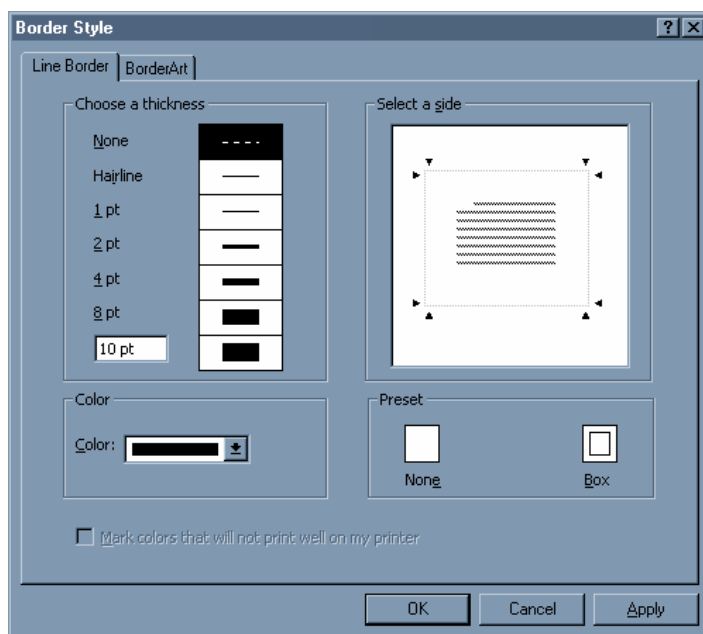 Border Style
Line Border BorderArt
Choose a thickness
None
Hairline
1 pt
2 pt
4 pt
8 pt
10 pt
Select a side
Color
Color:
Preset
None Box
Mark colors that will not print well on my printer
OK Cancel Apply